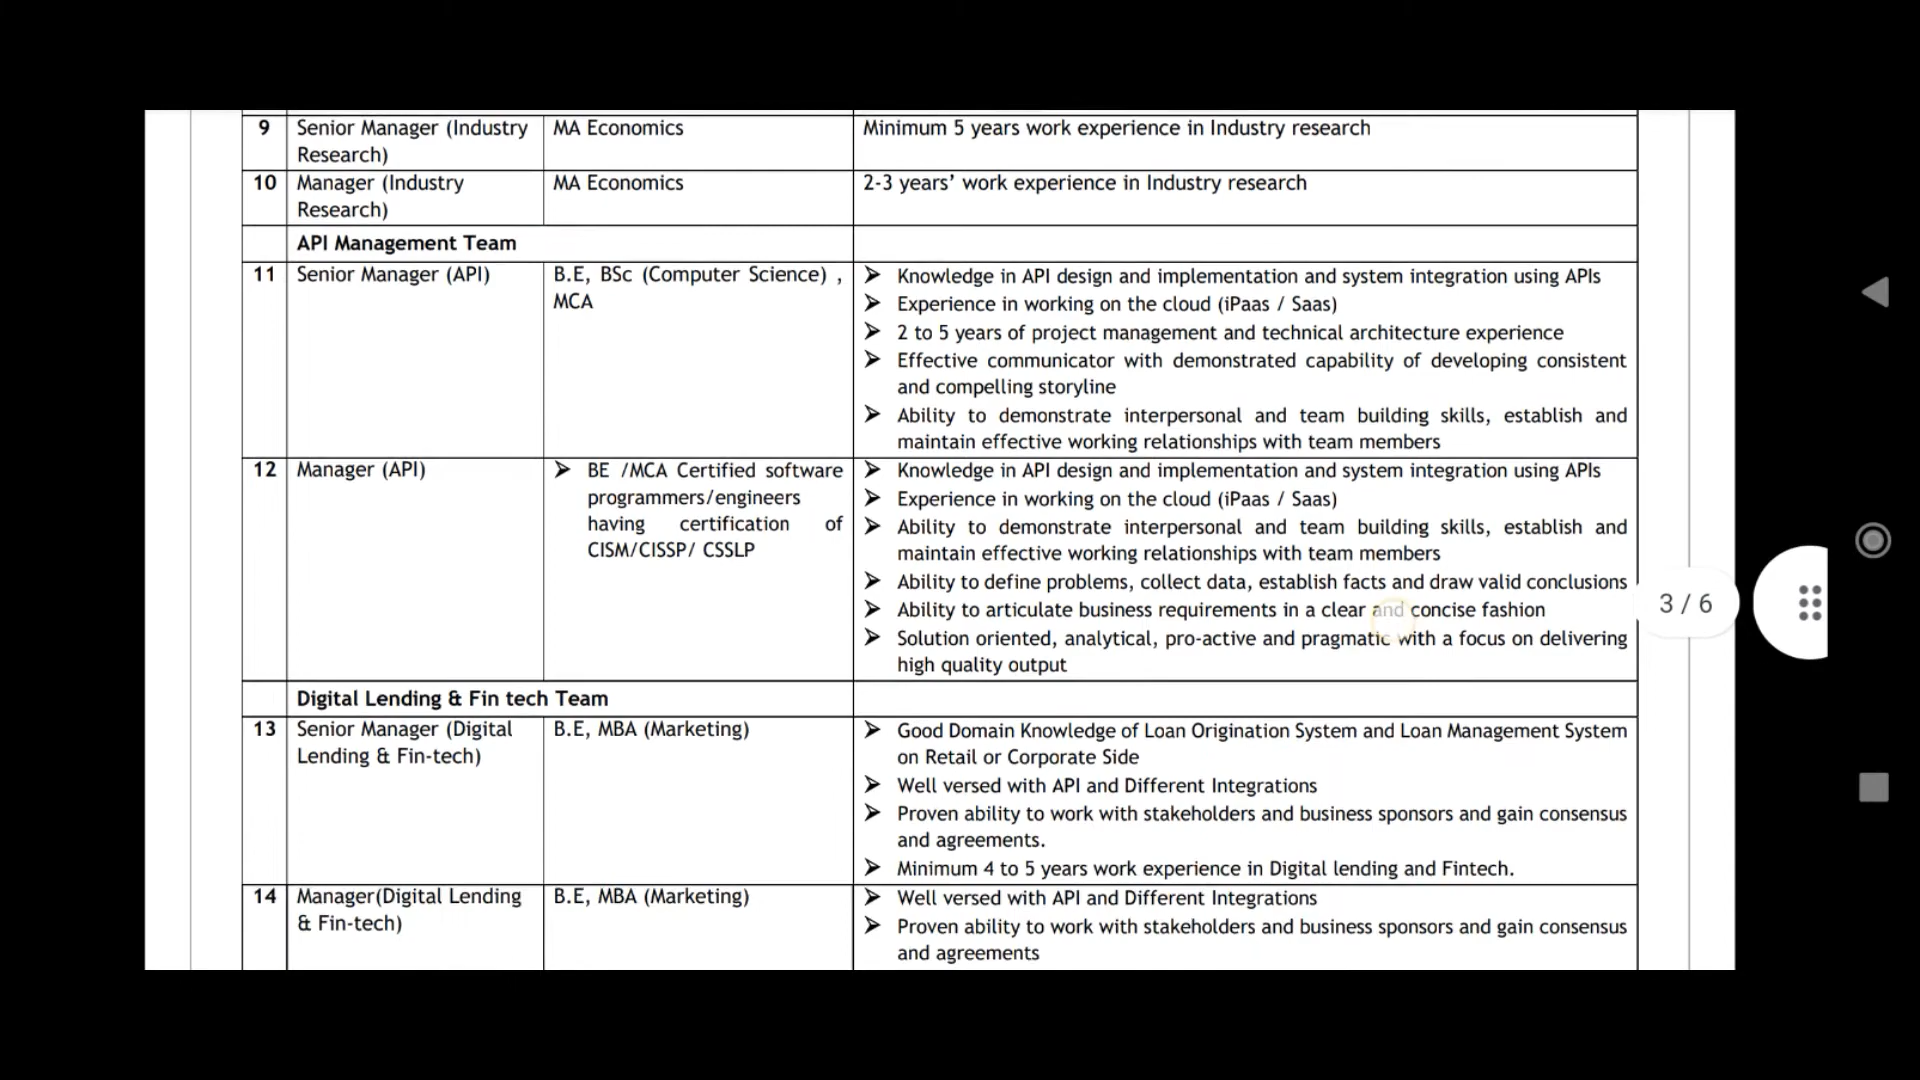 9 Senior Manager (Industry MA Economics Minimum 5 years work experience in Industry research
Research)
10 Manager (Industry MA Economics 2-3 years’ work experience in Industry research
Research)
API Management Team
11 Senior Manager (API) B.E, BSc (Computer Science) ,
MCA
➢ Knowledge in API design and implementation and system integration using APIs
➢ Experience in working on the cloud (iPaas / Saas)
➢ 2 to 5 years of project management and technical architecture experience
➢ Effective communicator with demonstrated capability of developing consistent
and compelling storyline
➢ Ability to demonstrate interpersonal and team building skills, establish and
maintain effective working relationships with team members
12 Manager (API)
➢ BE /MCA Certified software
programmers/engineers
having certification of
CISM/CISSP/ CSSLP
➢ Knowledge in API design and implementation and system integration using APIs
➢ Experience in working on the cloud (iPaas / Saas)
➢ Ability to demonstrate interpersonal and team building skills, establish and
maintain effective working relationships with team members
➢ Ability to define problems, collect data, establish facts and draw valid conclusions
➢ Ability to articulate business requirements in a clear and concise fashion
➢ Solution oriented, analytical, pro-active and pragmatic with a focus on delivering
high quality output
3 / 6
Digital Lending & Fin tech Team
13 Senior Manager (Digital
Lending & Fin-tech)
B.E, MBA (Marketing)
➢ Good Domain Knowledge of Loan Origination System and Loan Management System
on Retail or Corporate Side
➢ Well versed with API and Different Integrations
➢ Proven ability to work with stakeholders and business sponsors and gain consensus
and agreements.
➢ Minimum 4 to 5 years work experience in Digital lending and Fintech.
14 Manager(Digital Lending
& Fin-tech)
B.E, MBA (Marketing)
➢ Well versed with API and Different Integrations
➢ Proven ability to work with stakeholders and business sponsors and gain consensus
and agreements